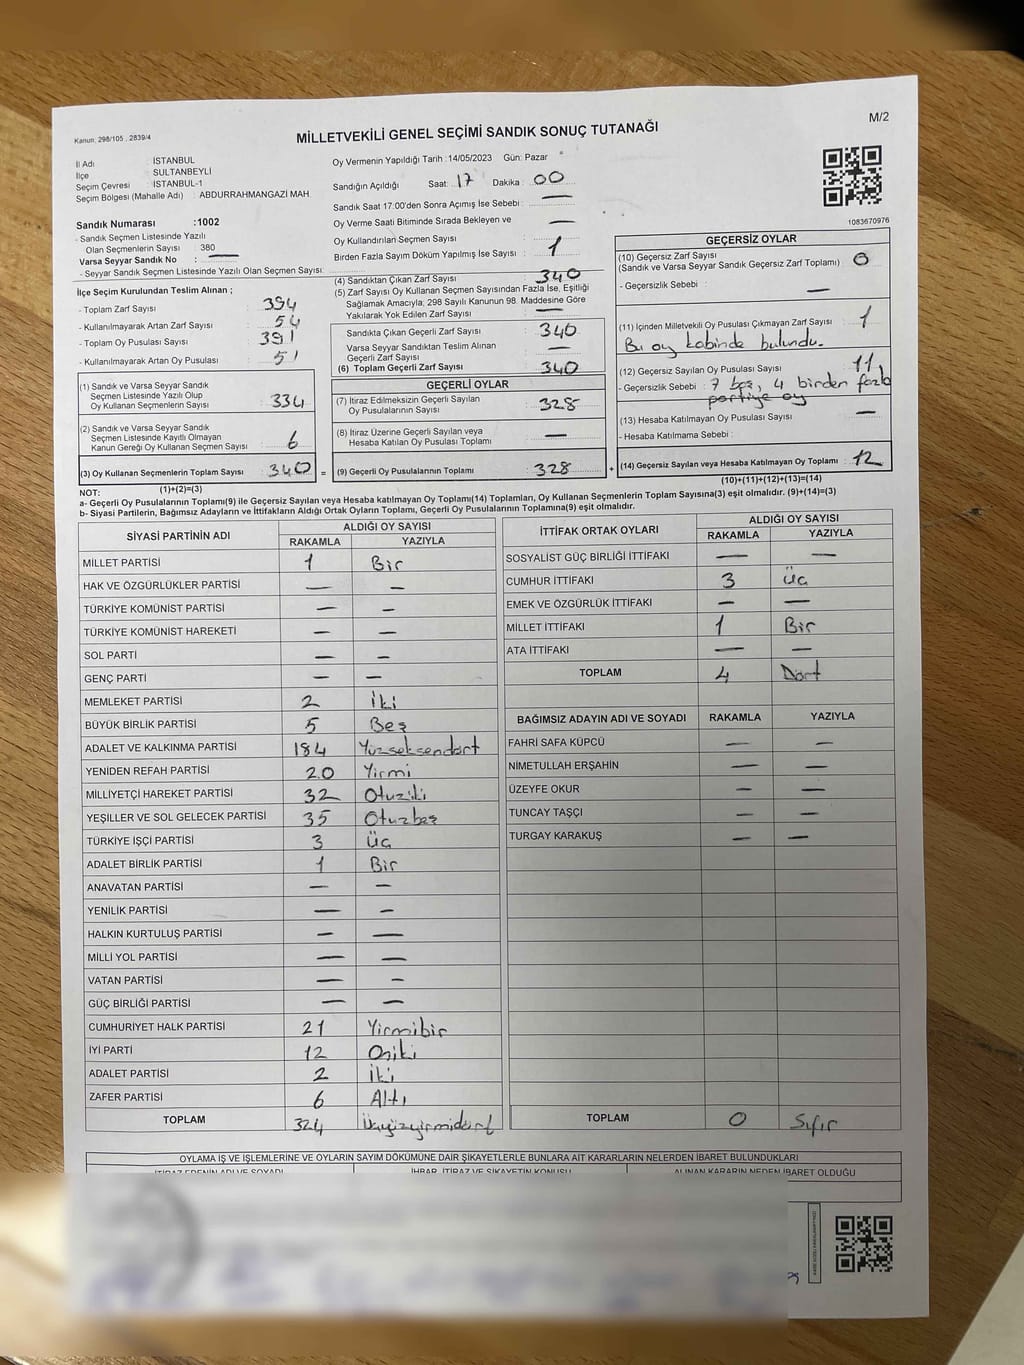 Kanun: 298/105 , 2839/4
MİLLETVEKİLİ GENEL SEÇİMİ SANDIK SONUÇ TUTANAĞI
M/2
İl Adı : İSTANBUL
İlçe SULTANBEYLİ
Seçim Çevresi : İSTANBUL-1
Seçim Bölgesi (Mahalle Adı) : ABDURRAHMANGAZİ MAH.
Sandık Numarası :1002
- Sandık Seçmen Listesinde Yazılı
Olan Seçmenlerin Sayısı 380
Varsa Seyyar Sandık No : —
- Seyyar Sandık Seçmen Listesinde Yazılı Olan Seçmen Sayısı:
Oy Vermenin Yapıldığı Tarih : 14/05/2023 Gün: Pazar
Sandığın Açıldığı Saat: 17 Dakika : 00
Sandık Saat 17:00'den Sonra Açımış İse Sebebi : —
Oy Verme Saati Bitiminde Sırada Bekleyen ve —
Oy Kullandırılan Seçmen Sayısı
Birden Fazla Sayım Döküm Yapılmış İse Sayısı : 1
1083670976
İlçe Seçim Kurulundan Teslim Alınan ;
- Toplam Zarf Sayısı : 394
- Kullanılmayarak Artan Zarf Sayısı : 54
- Toplam Oy Pusulası Sayısı : 391
- Kullanılmayarak Artan Oy Pusulası : 51
(1) Sandık ve Varsa Seyyar Sandık
Seçmen Listesinde Yazılı Olup
Oy Kullanan Seçmenlerin Sayısı : 334
(2) Sandık ve Varsa Seyyar Sandık
Seçmen Listesinde Kayıtlı Olmayan
Kanun Gereği Oy Kullanan Seçmen Sayısı : 6
(3) Oy Kullanan Seçmenlerin Toplam Sayısı : 340 =
(1)+(2)=(3)
(4) Sandıktan Çıkan Zarf Sayısı : 340
(5) Zarf Sayısı Oy Kullanan Seçmen Sayısından Fazla İse, Eşitliği
Sağlamak Amacıyla; 298 Sayılı Kanunun 98. Maddesine Göre
Yakılarak Yok Edilen Zarf Sayısı : —
Sandıkta Çıkan Geçerli Zarf Sayısı : 340
Varsa Seyyar Sandıktan Teslim Alınan
Geçerli Zarf Sayısı : —
(6) Toplam Geçerli Zarf Sayısı : 340
GEÇERLİ OYLAR
(7) İtiraz Edilmeksizin Geçerli Sayılan
Oy Pusulalarının Sayısı : 328
(8) İtiraz Üzerine Geçerli Sayılan veya
Hesaba Katılan Oy Pusulası Toplamı : —
(9) Geçerli Oy Pusulalarının Toplamı : 328 +
GEÇERSİZ OYLAR
(10) Geçersiz Zarf Sayısı
(Sandık ve Varsa Seyyar Sandık Geçersiz Zarf Toplamı) : 0
- Geçersizlik Sebebi : —
(11) İçinden Milletvekili Oy Pusulası Çıkmayan Zarf Sayısı : 1
Bu oy kabinde bulundu.
(12) Geçersiz Sayılan Oy Pusulası Sayısı : 11
- Geçersizlik Sebebi : 7 boş, 4 birden fazla
partiye oy
(13) Hesaba Katılmayan Oy Pusulası Sayısı : —
- Hesaba Katılmama Sebebi :
(14) Geçersiz Sayılan veya Hesaba Katılmayan Oy Toplamı : 12
(10)+(11)+(12)+(13)=(14)
NOT:
a- Geçerli Oy Pusulalarının Toplamı(9) ile Geçersiz Sayılan veya Hesaba katılmayan Oy Toplamı(14) Toplamları, Oy Kullanan Seçmenlerin Toplam Sayısına(3) eşit olmalıdır. (9)+(14)=(3)
b- Siyasi Partilerin, Bağımsız Adayların ve İttifakların Aldığı Ortak Oyların Toplamı, Geçerli Oy Pusulalarının Toplamına(9) eşit olmalıdır.
SİYASİ PARTİNİN ADI ALDIĞI OY SAYISI
RAKAMLA YAZIYLA
MİLLET PARTİSİ 1 Bir
HAK VE ÖZGÜRLÜKLER PARTİSİ — —
TÜRKİYE KOMÜNİST PARTİSİ — —
TÜRKİYE KOMÜNİST HAREKETİ — —
SOL PARTİ — —
GENÇ PARTİ — —
MEMLEKET PARTİSİ 2 İki
BÜYÜK BİRLİK PARTİSİ 5 Beş
ADALET VE KALKINMA PARTİSİ 184 Yüzseksendört
YENİDEN REFAH PARTİSİ 20 Yirmi
MİLLİYETÇİ HAREKET PARTİSİ 32 Otuziki
YEŞİLLER VE SOL GELECEK PARTİSİ 35 Otuzbeş
TÜRKİYE İŞÇİ PARTİSİ 3 Üç
ADALET BİRLİK PARTİSİ 1 Bir
ANAVATAN PARTİSİ — —
YENİLİK PARTİSİ — —
HALKIN KURTULUŞ PARTİSİ — —
MİLLİ YOL PARTİSİ — —
VATAN PARTİSİ — —
GÜÇ BİRLİĞİ PARTİSİ — —
CUMHURİYET HALK PARTİSİ 21 Yirmibir
İYİ PARTİ 12 Oniki
ADALET PARTİSİ 2 İki
ZAFER PARTİSİ 6 Altı
TOPLAM 324 Üçyüzyirmidört
İTTİFAK ORTAK OYLARI ALDIĞI OY SAYISI
RAKAMLA YAZIYLA
SOSYALİST GÜÇ BİRLİĞİ İTTİFAKI — —
CUMHUR İTTİFAKI 3 Üç
EMEK VE ÖZGÜRLÜK İTTİFAKI — —
MİLLET İTTİFAKI 1 Bir
ATA İTTİFAKI — —
TOPLAM 4 Dört
BAĞIMSIZ ADAYIN ADI VE SOYADI RAKAMLA YAZIYLA
FAHRİ SAFA KÜPCÜ — —
NİMETULLAH ERŞAHİN — —
ÜZEYFE OKUR — —
TUNCAY TAŞÇI — —
TURGAY KARAKUŞ — —
TOPLAM 0 Sıfır
OYLAMA İŞ VE İŞLEMLERİNE VE OYLARIN SAYIM DÖKÜMÜNE DAİR ŞİKAYETLERLE BUNLARA AİT KARARLARIN NELERDEN İBARET BULUNDUKLARI
İTİRAZ EDENİN ADI VE SOYADI İHBAR, İTİRAZ VE ŞİKAYETİN KONUSU ALINAN KARARIN NEDEN İBARET OLDUĞU